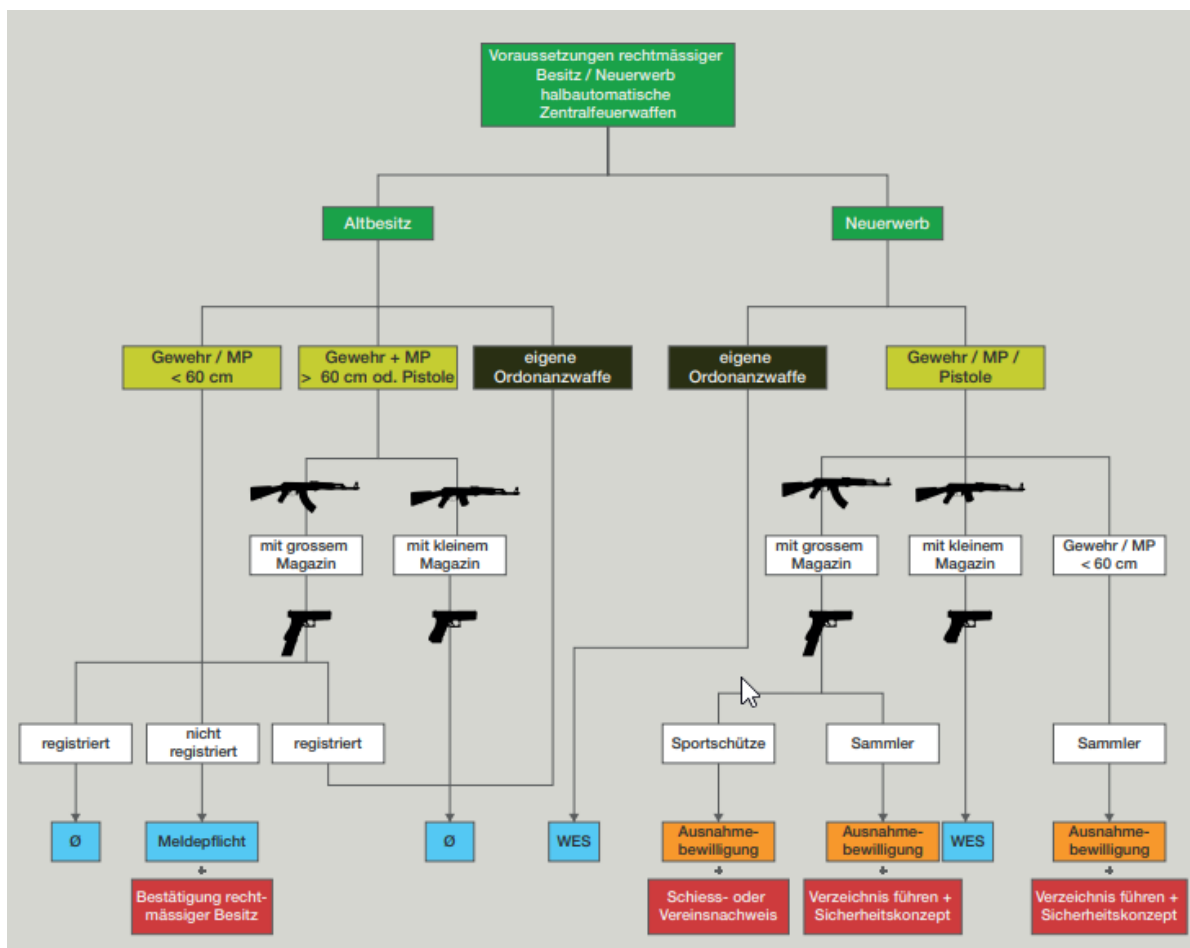 Voraussetzungen rechtmässiger
Besitz / Neuerwerb
halbautomatische
Zentralfeuerwaffen
Altbesitz
Neuerwerb
Gewehr / MP
< 60 cm
Gewehr + MP
> 60 cm od. Pistole
eigene
Ordonanzwaffe
eigene
Ordonanzwaffe
Gewehr / MP /
Pistole
mit grossem
Magazin
mit kleinem
Magazin
mit grossem
Magazin
mit kleinem
Magazin
Gewehr / MP
< 60 cm
registriert
nicht
registriert
registriert
Sportschütze
Sammler
Sammler
Ø
Meldepflicht
Ø
WES
Ausnahme-
bewilligung
Ausnahme-
bewilligung
WES
Ausnahme-
bewilligung
+
+
+
+
Bestätigung recht-
mässiger Besitz
Schiess- oder
Vereinsnachweis
Verzeichnis führen +
Sicherheitskonzept
Verzeichnis führen +
Sicherheitskonzept